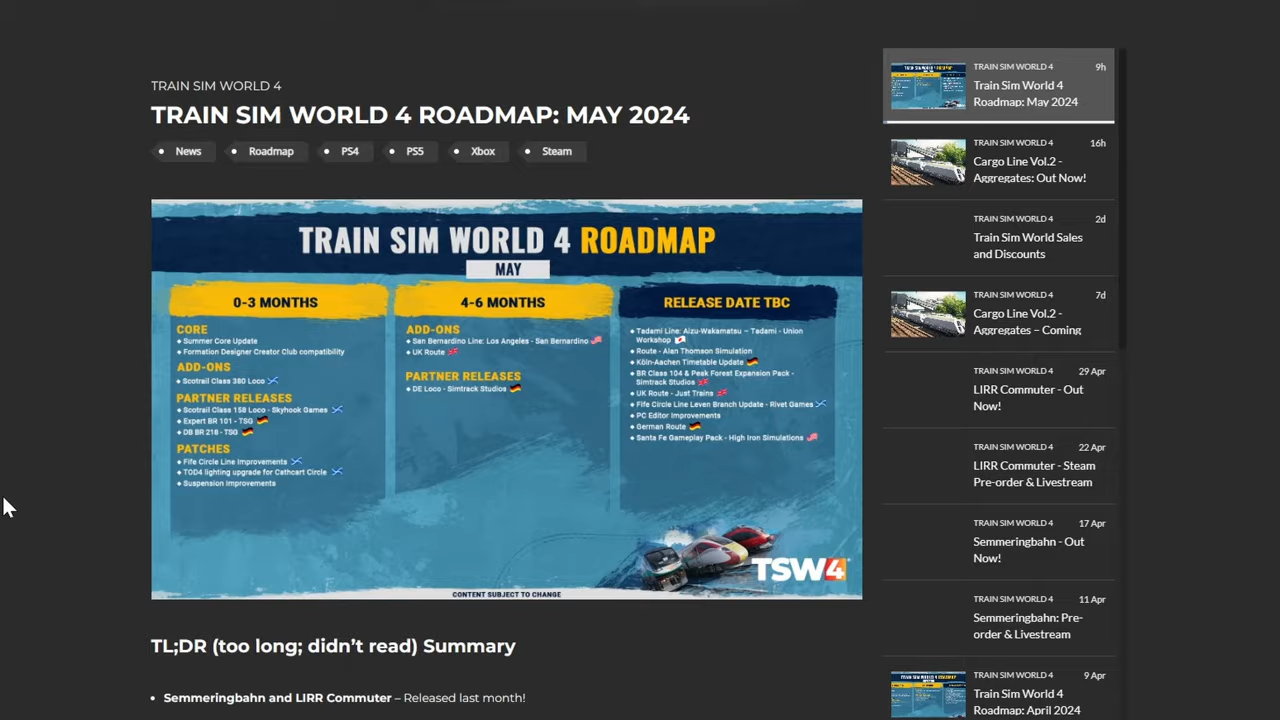 TRAIN SIM WORLD 4
TRAIN SIM WORLD 4 ROADMAP: MAY 2024
News
Roadmap
PS4
PS5
Xbox
Steam
TRAIN SIM WORLD 4 ROADMAP
MAY
0-3 MONTHS
CORE
Summer Core Update
Formation Designer Creator Club compatibility
ADD-ONS
Scotrail Class 380 Loco
PARTNER RELEASES
Scotrail Class 158 Loco - Skyhook Games
Expert BR 101 - TSG
DB BR 218 - TSG
PATCHES
Fife Circle Line Improvements
TOD4 lighting upgrade for Cathcart Circle
Suspension Improvements
4-6 MONTHS
ADD-ONS
San Bernardino Line: Los Angeles - San Bernardino
UK Route
PARTNER RELEASES
DE Loco - Simtrack Studios
RELEASE DATE TBC
Tadami Line: Aizu-Wakamatsu – Tadami - Union
Workshop
Route - Alan Thomson Simulation
Köln-Aachen Timetable Update
BR Class 104 & Peak Forest Expansion Pack -
Simtrack Studios
UK Route - Just Trains
Fife Circle Line Leven Branch Update - Rivet Games
PC Editor Improvements
German Route
Santa Fe Gameplay Pack - High Iron Simulations
TSW4
CONTENT SUBJECT TO CHANGE
TL;DR (too long; didn’t read) Summary
Semmeringbahn and LIRR Commuter – Released last month!
TRAIN SIM WORLD 4 9h
Train Sim World 4
Roadmap: May 2024
TRAIN SIM WORLD 4 16h
Cargo Line Vol.2 -
Aggregates: Out Now!
TRAIN SIM WORLD 4 2d
Train Sim World Sales
and Discounts
TRAIN SIM WORLD 4 7d
Cargo Line Vol.2 -
Aggregates – Coming
TRAIN SIM WORLD 4 29 Apr
LIRR Commuter - Out
Now!
TRAIN SIM WORLD 4 22 Apr
LIRR Commuter - Steam
Pre-order & Livestream
TRAIN SIM WORLD 4 17 Apr
Semmeringbahn - Out
Now!
TRAIN SIM WORLD 4 11 Apr
Semmeringbahn: Pre-
order & Livestream
TRAIN SIM WORLD 4 9 Apr
Train Sim World 4
Roadmap: April 2024